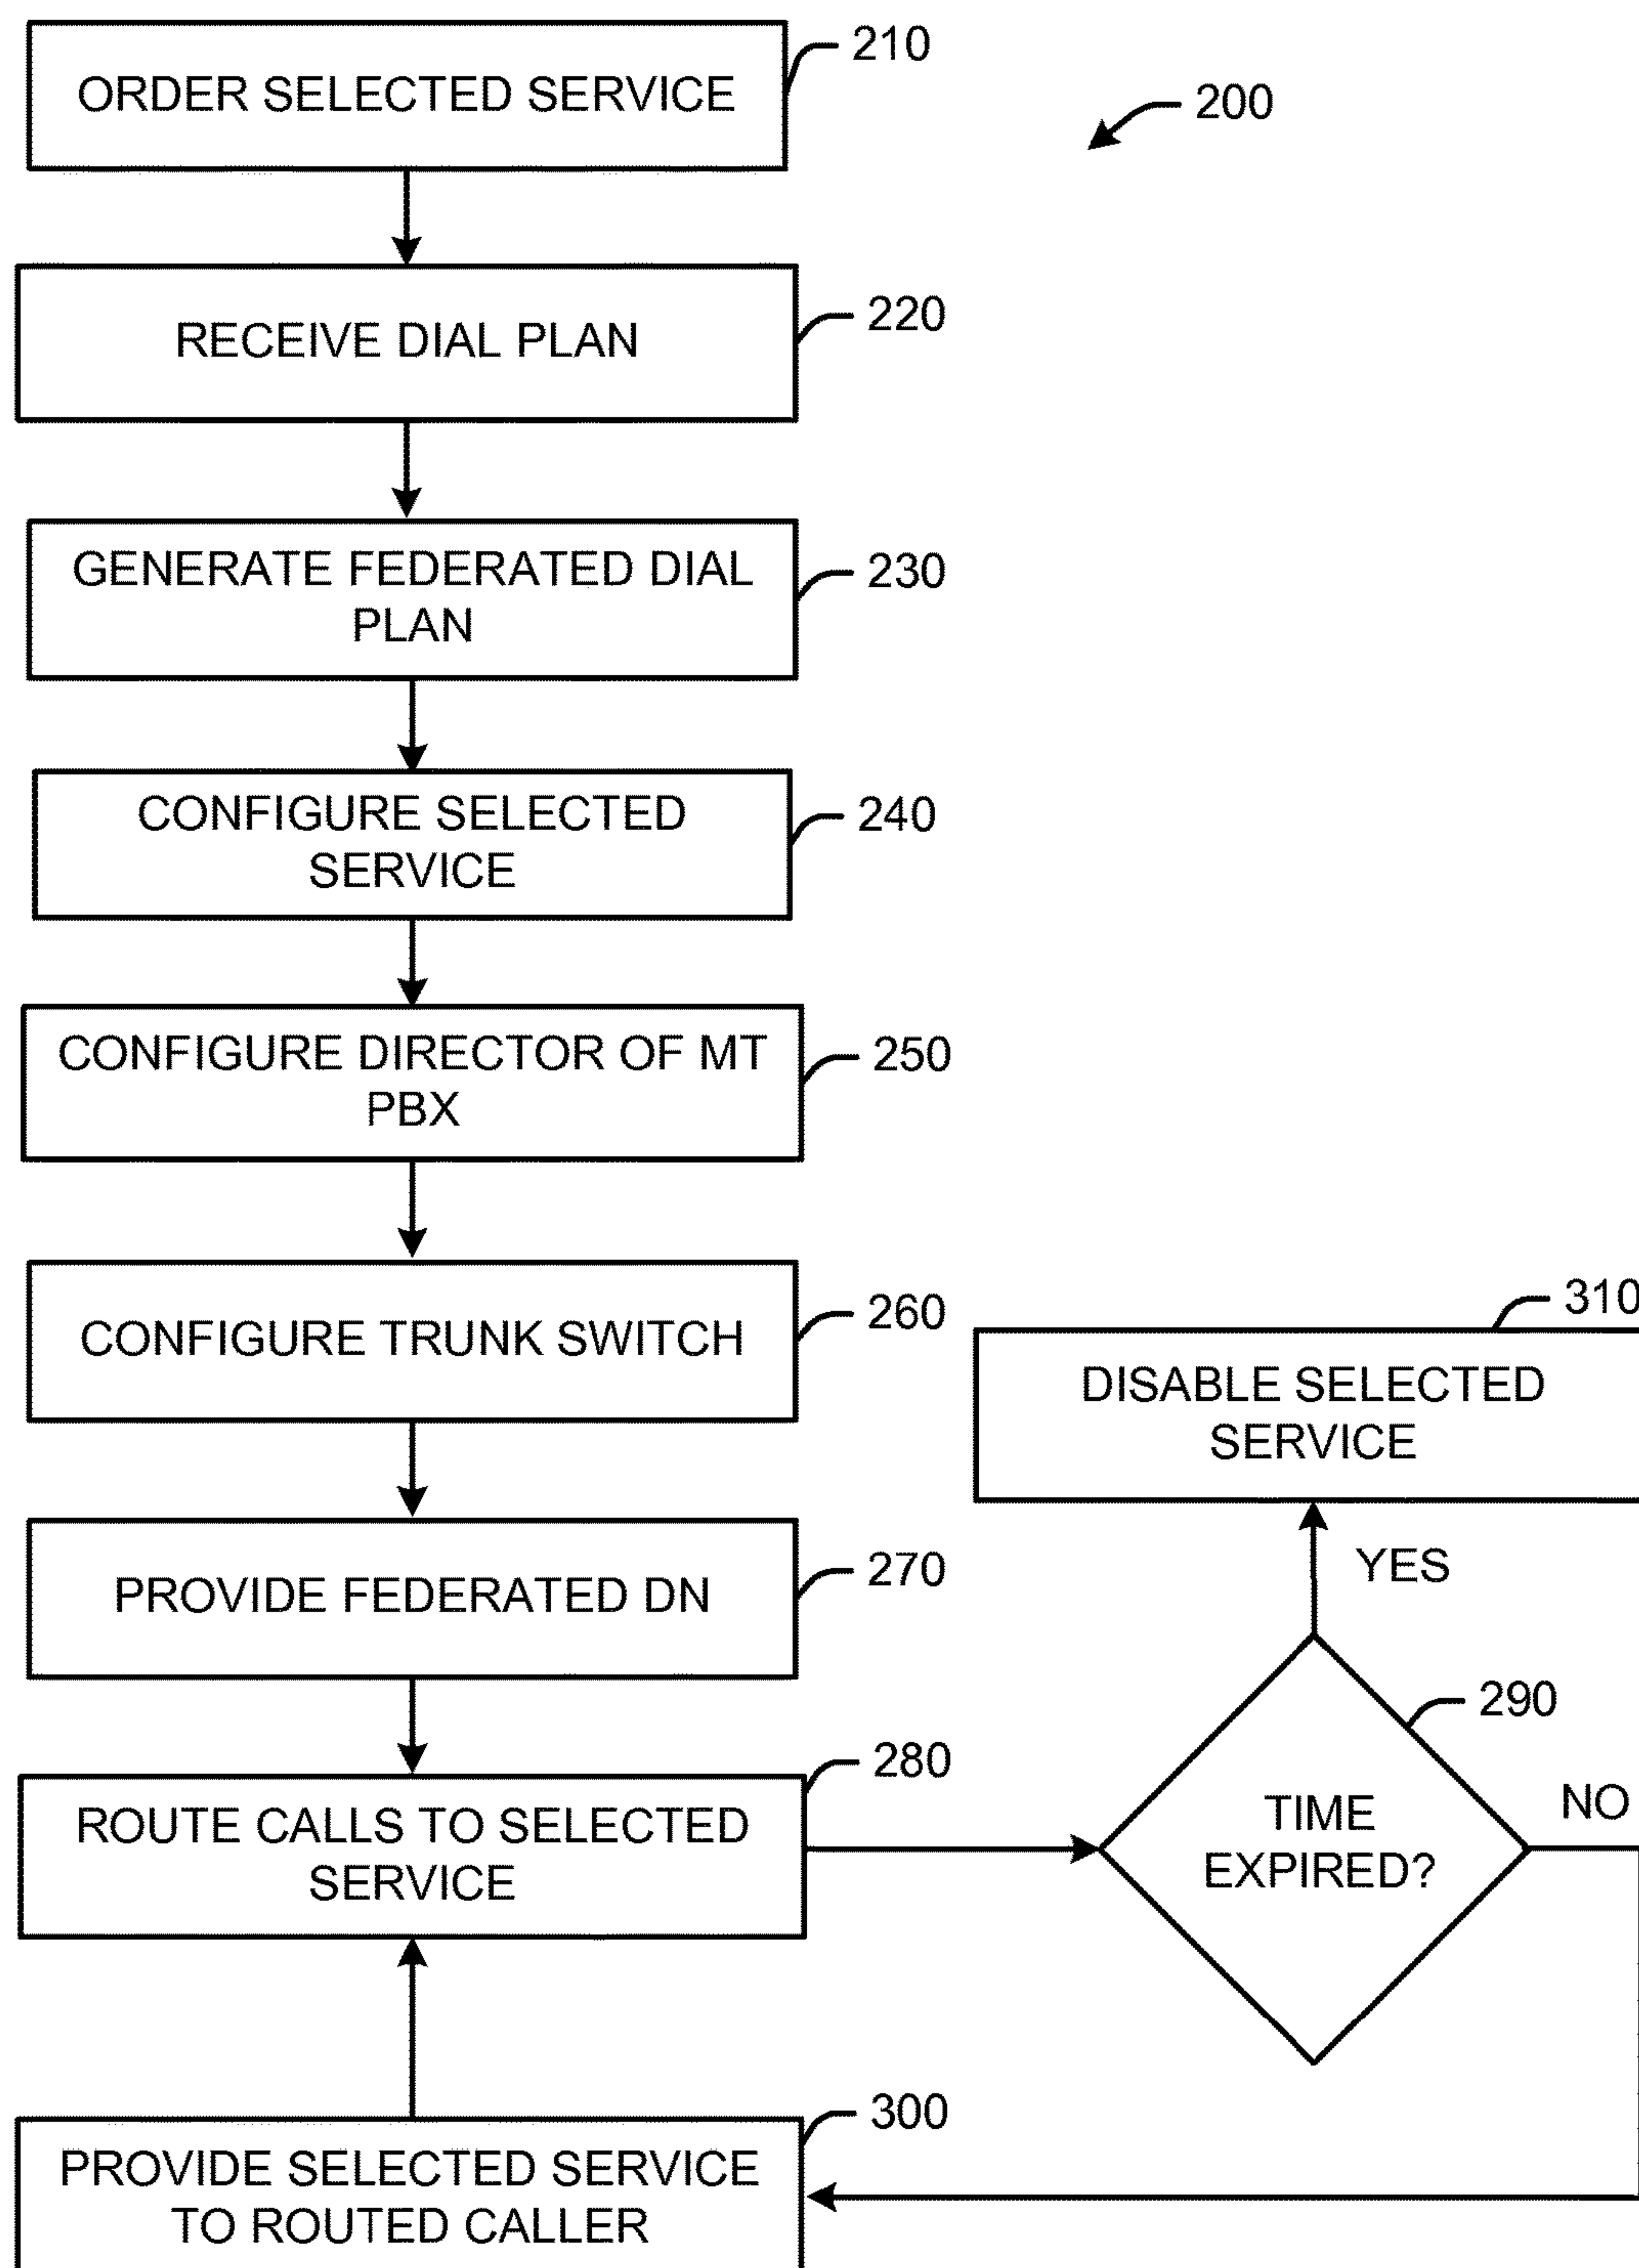 210
ORDER SELECTED SERVICE
200
220
RECEIVE DIAL PLAN
230
GENERATE FEDERATED DIAL
PLAN
240
CONFIGURE SELECTED
SERVICE
250
CONFIGURE DIRECTOR OF MT
PBX
260
CONFIGURE TRUNK SWITCH
310
DISABLE SELECTED
SERVICE
270
PROVIDE FEDERATED DN
YES
290
280
ROUTE CALLS TO SELECTED
SERVICE
TIME
EXPIRED?
NO
300
PROVIDE SELECTED SERVICE
TO ROUTED CALLER